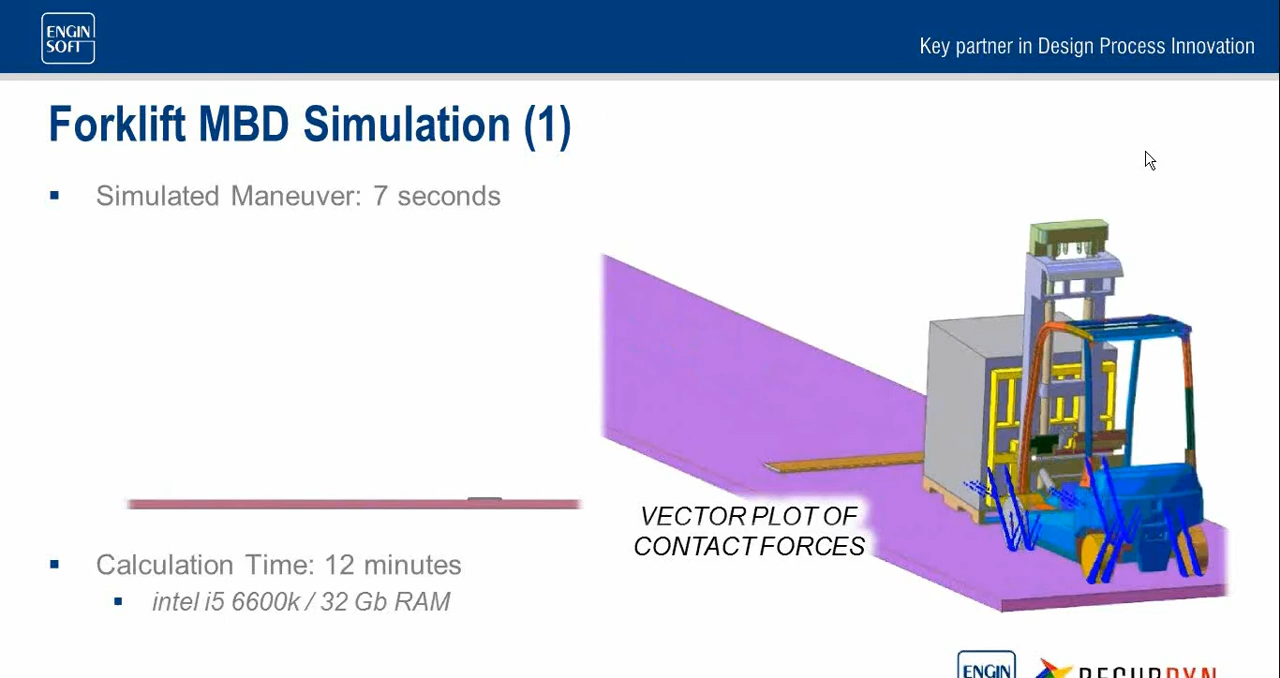 ENGIN
SOFT
Key partner in Design Process Innovation
Forklift MBD Simulation (1)
Simulated Maneuver: 7 seconds
VECTOR PLOT OF
CONTACT FORCES
Calculation Time: 12 minutes
intel i5 6600k / 32 Gb RAM
ENGIN
RECURDYN